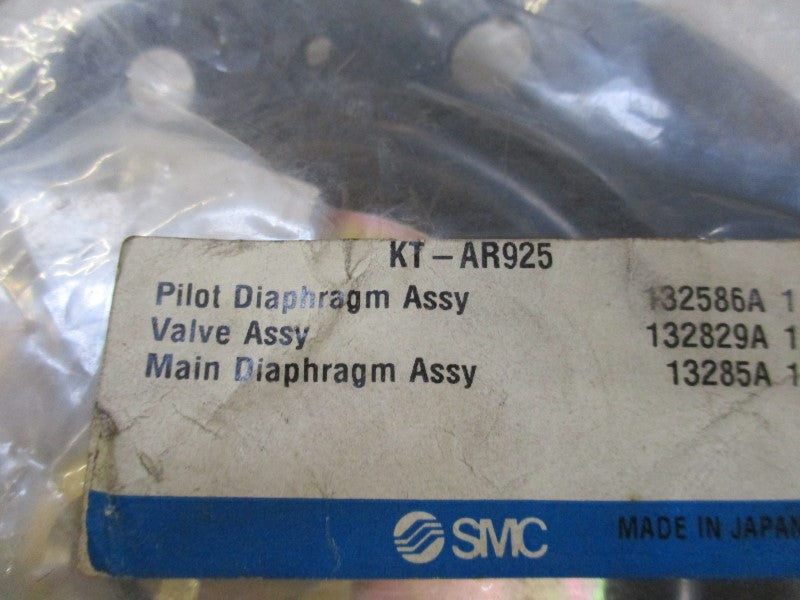 KT-AR925
Pilot Diaphragm Assy 132586A 1
Valve Assy 132829A 1
Main Diaphragm Assy 13285A 1
SMC MADE IN JAPAN